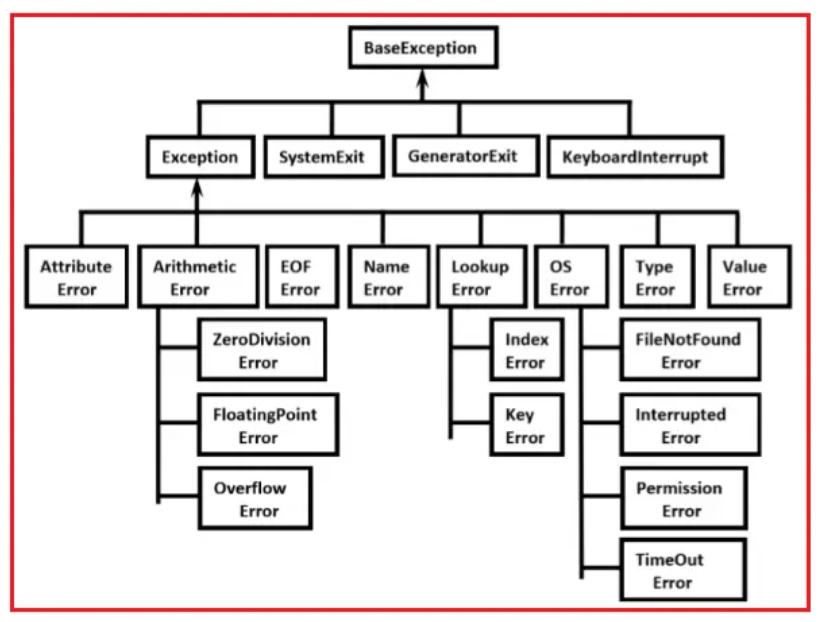 BaseException
Exception
SystemExit
GeneratorExit
KeyboardInterrupt
Attribute
Error
Arithmetic
Error
EOF
Error
Name
Error
Lookup
Error
OS
Error
Type
Error
Value
Error
ZeroDivision
Error
FloatingPoint
Error
Overflow
Error
Index
Error
Key
Error
FileNotFound
Error
Interrupted
Error
Permission
Error
TimeOut
Error